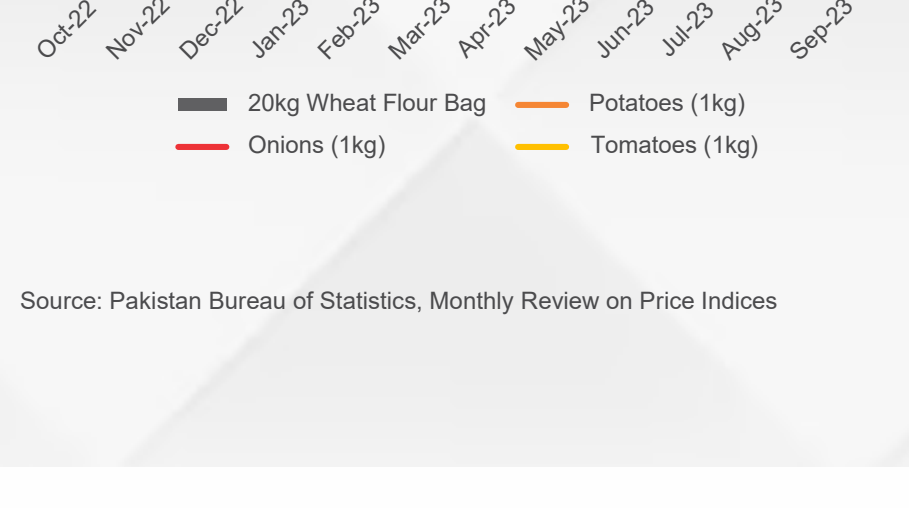 Oct-22 Nov-22 Dec-22 Jan-23 Feb-23 Mar-23 Apr-23 May-23 Jun-23 Jul-23 Aug-23 Sep-23
20kg Wheat Flour Bag Potatoes (1kg)
Onions (1kg) Tomatoes (1kg)
Source: Pakistan Bureau of Statistics, Monthly Review on Price Indices